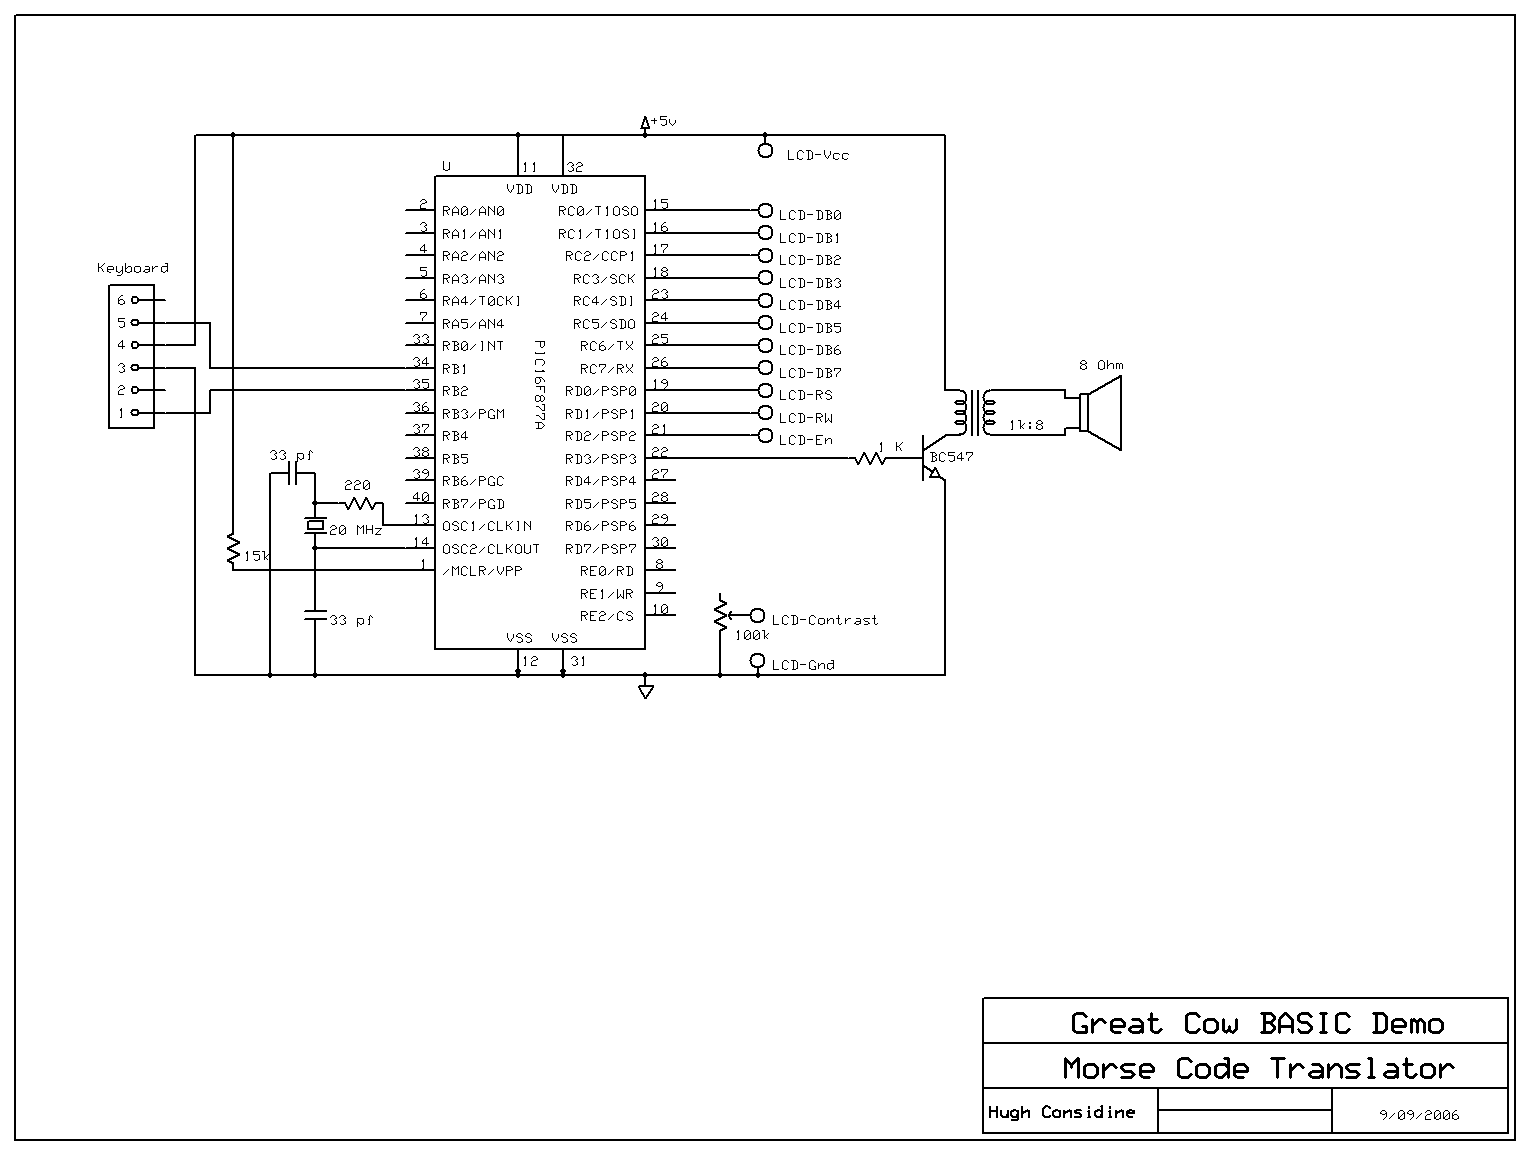 +5v
LCD-Vcc
U
11
32
VDD
VDD
2
RA0/AN0
RC0/T1OSO
15
LCD-DB0
3
RA1/AN1
RC1/T1OSI
16
LCD-DB1
4
RA2/AN2
RC2/CCP1
17
LCD-DB2
5
RA3/AN3
RC3/SCK
18
LCD-DB3
6
RA4/T0CKI
RC4/SDI
23
LCD-DB4
7
RA5/AN4
RC5/SDO
24
LCD-DB5
33
RB0/INT
RC6/TX
25
LCD-DB6
34
RB1
RC7/RX
26
LCD-DB7
35
RB2
RD0/PSP0
19
LCD-RS
36
RB3/PGM
RD1/PSP1
20
LCD-RW
37
RB4
RD2/PSP2
21
LCD-En
38
RB5
RD3/PSP3
22
39
RB6/PGC
RD4/PSP4
27
40
RB7/PGD
RD5/PSP5
28
13
OSC1/CLKIN
RD6/PSP6
29
14
OSC2/CLKOUT
RD7/PSP7
30
1
/MCLR/VPP
RE0/RD
8
RE1/WR
9
RE2/CS
10
VSS
VSS
12
31
PIC16F877A
Keyboard
6
5
4
3
2
1
33 pf
220
20 MHz
15k
33 pf
1 K
BC547
1k:8
8 Ohm
LCD-Contrast
100k
LCD-Gnd
Great Cow BASIC Demo
Morse Code Translator
Hugh Considine
9/09/2006